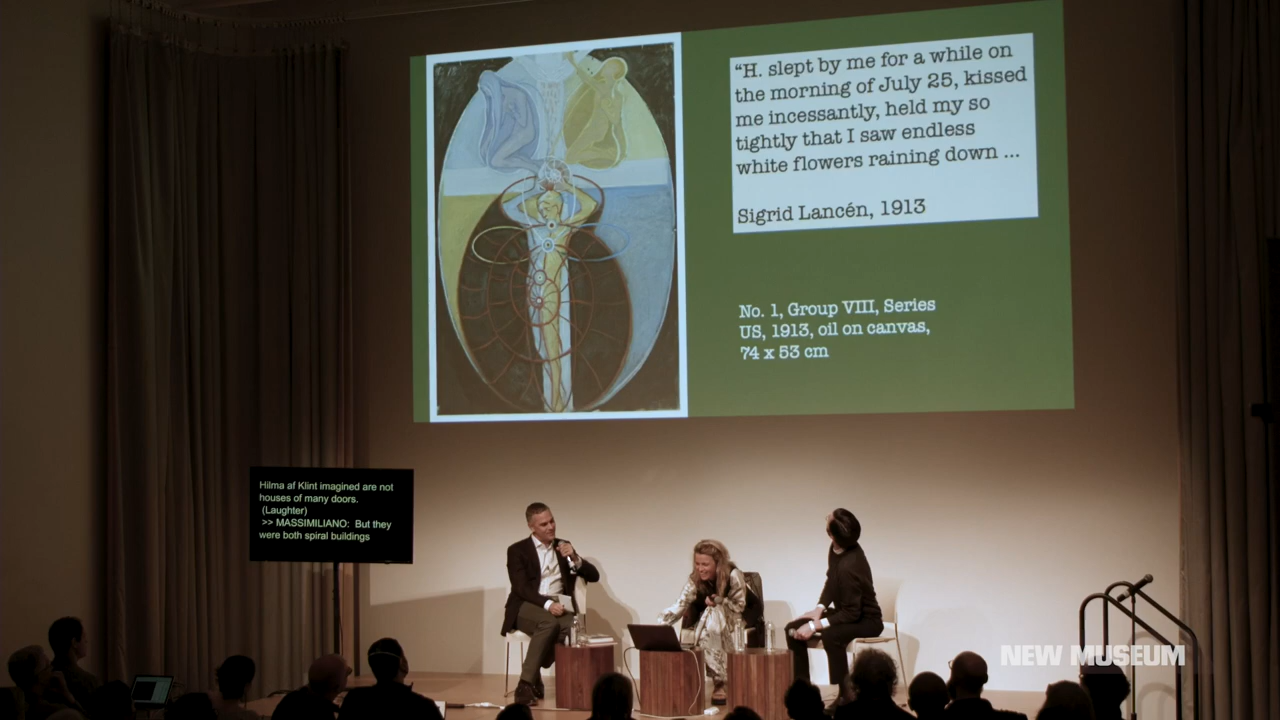 “H. slept by me for a while on
the morning of July 25, kissed
me incessantly, held my so
tightly that I saw endless
white flowers raining down ...
Sigrid Lancén, 1913
No. 1, Group VIII, Series
US, 1913, oil on canvas,
74 x 53 cm
Hilma af Klint imagined are not
houses of many doors.
(Laughter)
>> MASSIMILIANO: But they
were both spiral buildings
NEW MUSEUM